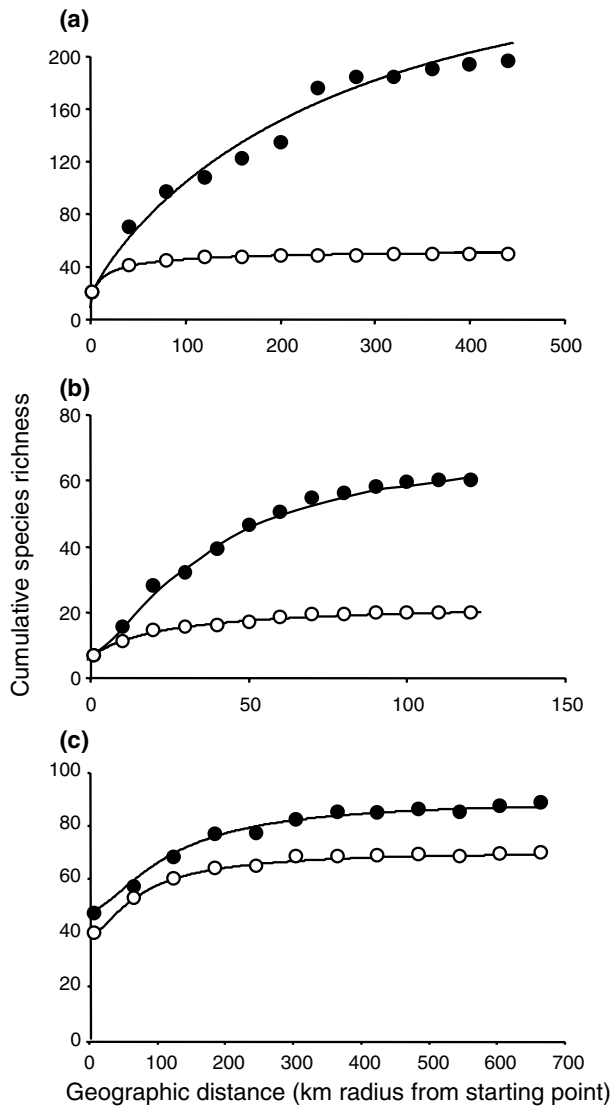 (a)
200
160
120
80
40
0
0 100 200 300 400 500
(b)
80
60
40
20
0
0 50 100 150
Cumulative species richness
(c)
100
80
60
40
20
0
0 100 200 300 400 500 600 700
Geographic distance (km radius from starting point)